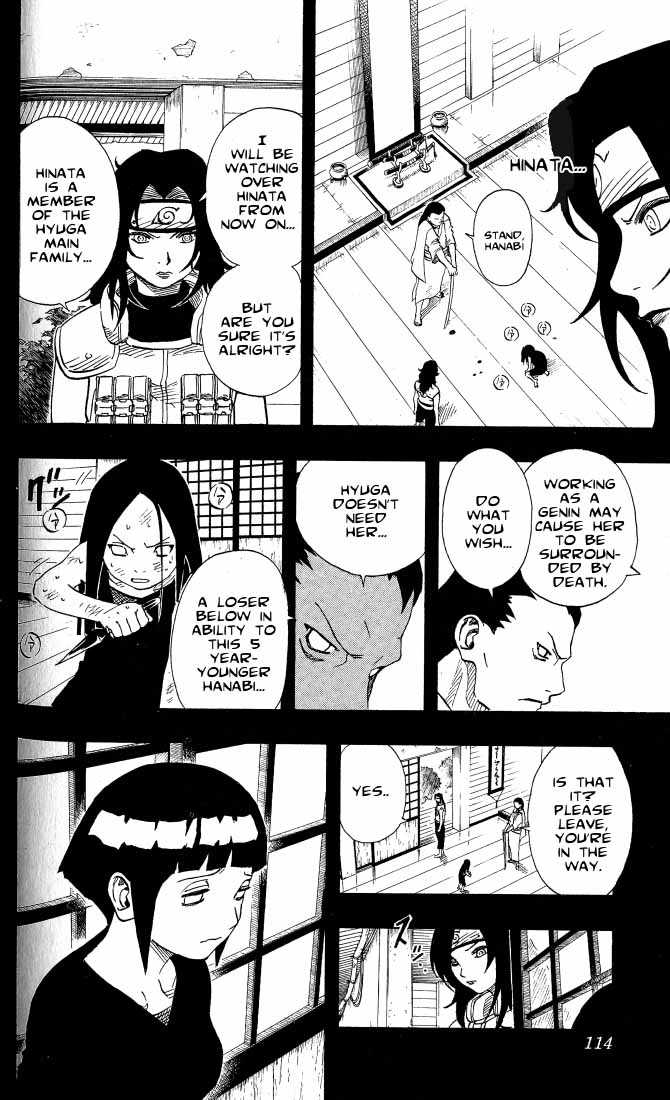 HINATA...
STAND,
HANABI
I
WILL BE
WATCHING
OVER
HINATA
FROM
NOW ON...
HINATA
IS A
MEMBER
OF THE
HYUGA
MAIN
FAMILY...
BUT
ARE YOU
SURE IT'S
ALRIGHT?
WORKING
AS A
GENIN MAY
CAUSE HER
TO BE
SURROUN-
DED BY
DEATH.
DO
WHAT
YOU
WISH...
HYUGA
DOESN'T
NEED
HER...
A LOSER
BELOW IN
ABILITY TO
THIS 5
YEAR-
YOUNGER
HANABI...
IS THAT
IT?
PLEASE
LEAVE,
YOU'RE
IN THE
WAY.
YES..
114